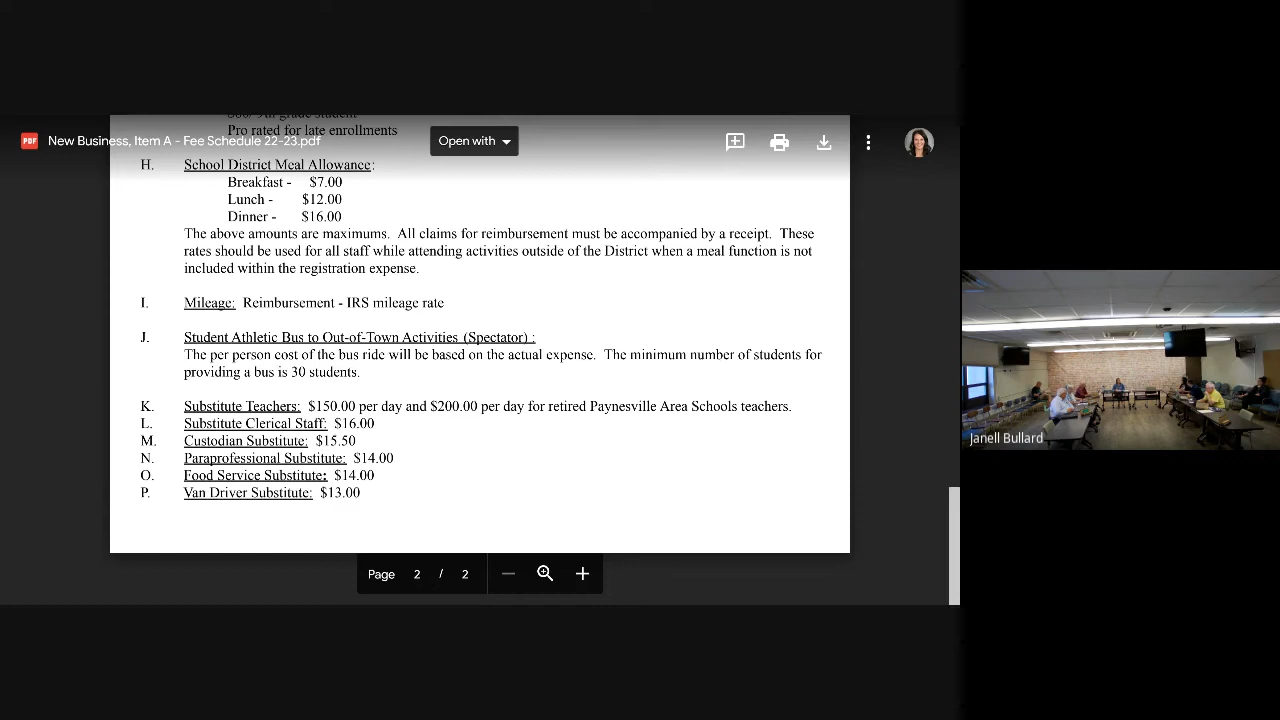 380/ 9th grade student
Pro rated for late enrollments
New Business, Item A - Fee Schedule 22-23.pdf
Open with
H. School District Meal Allowance:
Breakfast - $7.00
Lunch - $12.00
Dinner - $16.00
The above amounts are maximums. All claims for reimbursement must be accompanied by a receipt. These
rates should be used for all staff while attending activities outside of the District when a meal function is not
included within the registration expense.
I. Mileage: Reimbursement - IRS mileage rate
J. Student Athletic Bus to Out-of-Town Activities (Spectator) :
The per person cost of the bus ride will be based on the actual expense. The minimum number of students for
providing a bus is 30 students.
K. Substitute Teachers: $150.00 per day and $200.00 per day for retired Paynesville Area Schools teachers.
L. Substitute Clerical Staff: $16.00
M. Custodian Substitute: $15.50
N. Paraprofessional Substitute: $14.00
O. Food Service Substitute: $14.00
P. Van Driver Substitute: $13.00
Page 2 / 2
Janell Bullard